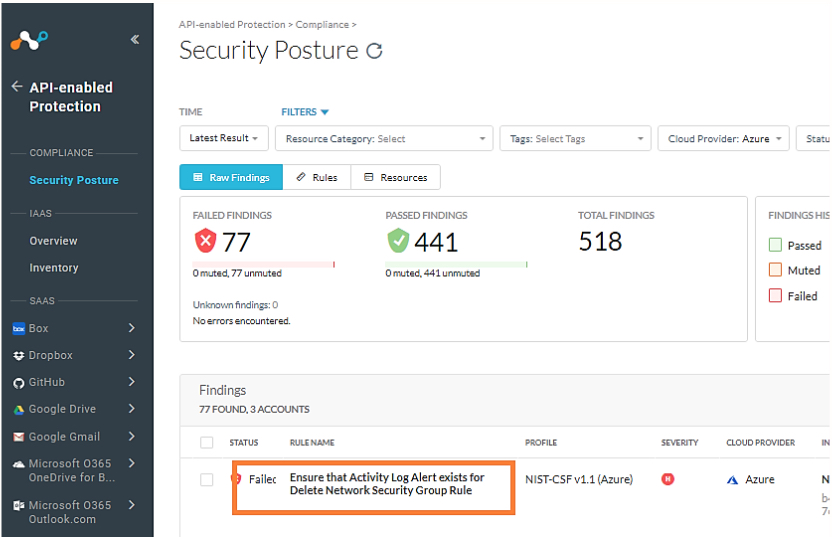 API-enabled Protection > Compliance >
Security Posture
API-enabled
Protection
COMPLIANCE
Security Posture
IAAS
Overview
Inventory
SAAS
box Box
Dropbox
GitHub
Google Drive
Google Gmail
Microsoft O365
OneDrive for B...
Microsoft O365
Outlook.com
TIME
FILTERS
Latest Result
Resource Category: Select
Tags: Select Tags
Cloud Provider: Azure
Statu
Raw Findings
Rules
Resources
FAILED FINDINGS
77
0 muted, 77 unmuted
Unknown findings: 0
No errors encountered.
PASSED FINDINGS
441
0 muted, 441 unmuted
TOTAL FINDINGS
518
FINDINGS HIS
Passed
Muted
Failed
Findings
77 FOUND, 3 ACCOUNTS
STATUS RULE NAME PROFILE SEVERITY CLOUD PROVIDER IN
Failed Ensure that Activity Log Alert exists for NIST-CSF v1.1 (Azure) H Azure N
Delete Network Security Group Rule